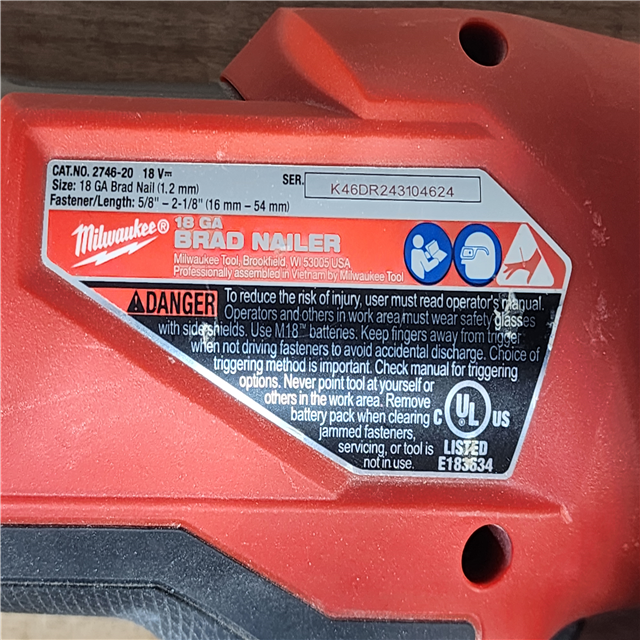 CAT.NO. 2746-20 18 V⎓
Size: 18 GA Brad Nail (1.2 mm)
Fastener/Length: 5/8" – 2-1/8" (16 mm – 54 mm)
SER. K46DR243104624
Milwaukee®
18 GA
BRAD NAILER
Milwaukee Tool, Brookfield, WI 53005 USA
Professionally assembled in Vietnam by Milwaukee Tool
DANGER
To reduce the risk of injury, user must read operator's manual.
Operators and others in work area must wear safety glasses
with side shields. Use M18™ batteries. Keep fingers away from trigger
when not driving fasteners to avoid accidental discharge. Choice of
triggering method is important. Check manual for triggering
options. Never point tool at yourself or
others in the work area. Remove
battery pack when clearing
jammed fasteners,
servicing, or tool is
not in use.
C UL US
LISTED
E183634